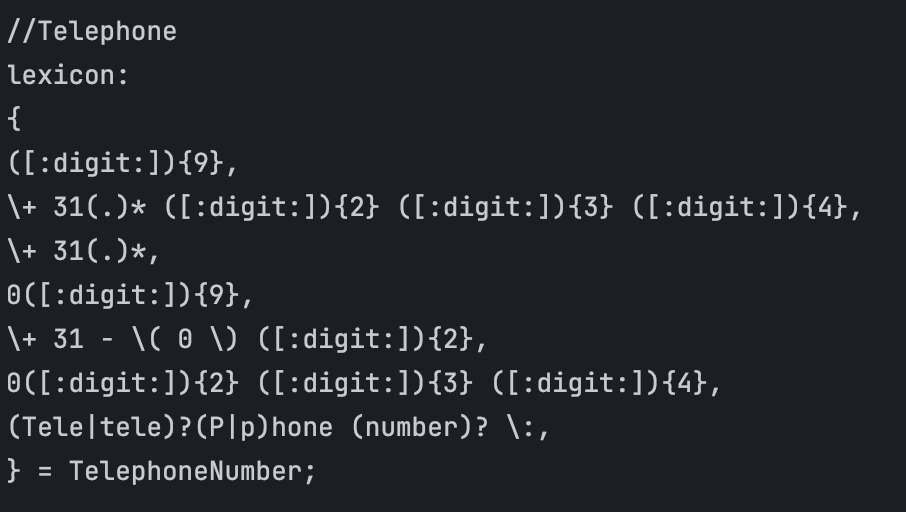 //Telephone
lexicon:
{
([:digit:]){9},
\+ 31(.)* ([:digit:]){2} ([:digit:]){3} ([:digit:]){4},
\+ 31(.)*,
0([:digit:]){9},
\+ 31 - \( 0 \) ([:digit:]){2},
0([:digit:]){2} ([:digit:]){3} ([:digit:]){4},
(Tele|tele)?(P|p)hone (number)? \:,
} = TelephoneNumber;